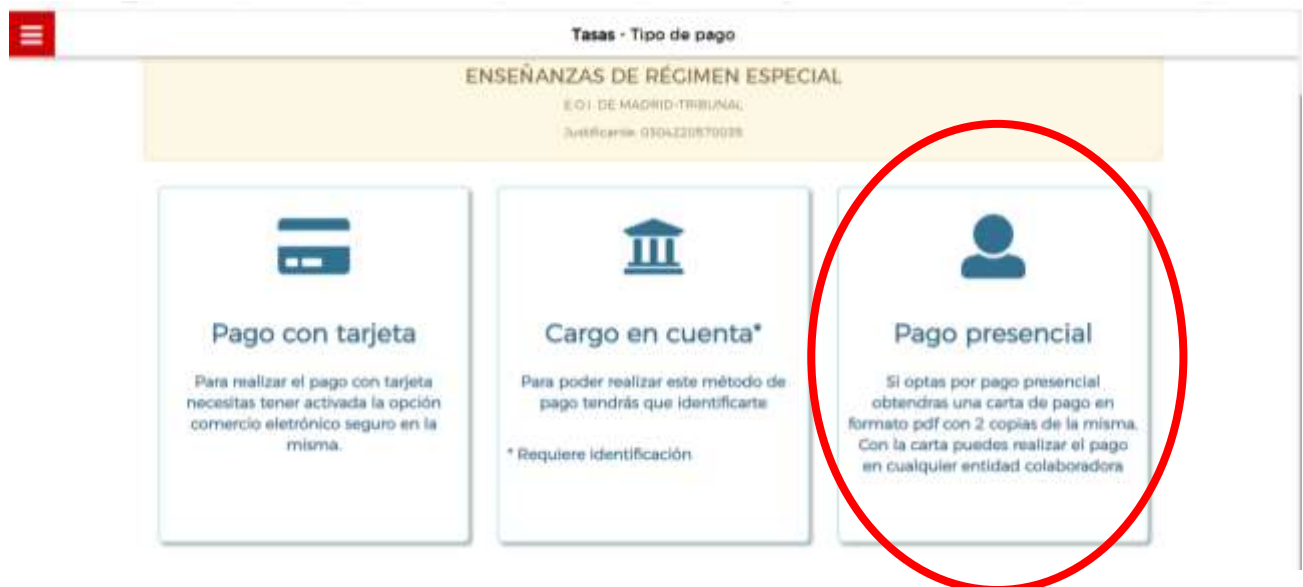 Tasas - Tipo de pago
ENSEÑANZAS DE RÉGIMEN ESPECIAL
E.O.I. DE MADRID-TRIBUNAL
Justificante:
Pago con tarjeta
Para realizar el pago con tarjeta
necesitas tener activada la opción
comercio eletrónico seguro en la
misma.
Cargo en cuenta*
Para poder realizar este método de
pago tendrás que identificarte
* Requiere identificación
Pago presencial
Si optas por pago presencial
obtendras una carta de pago en
formato pdf con 2 copias de la misma.
Con la carta puedes realizar el pago
en cualquier entidad colaboradora